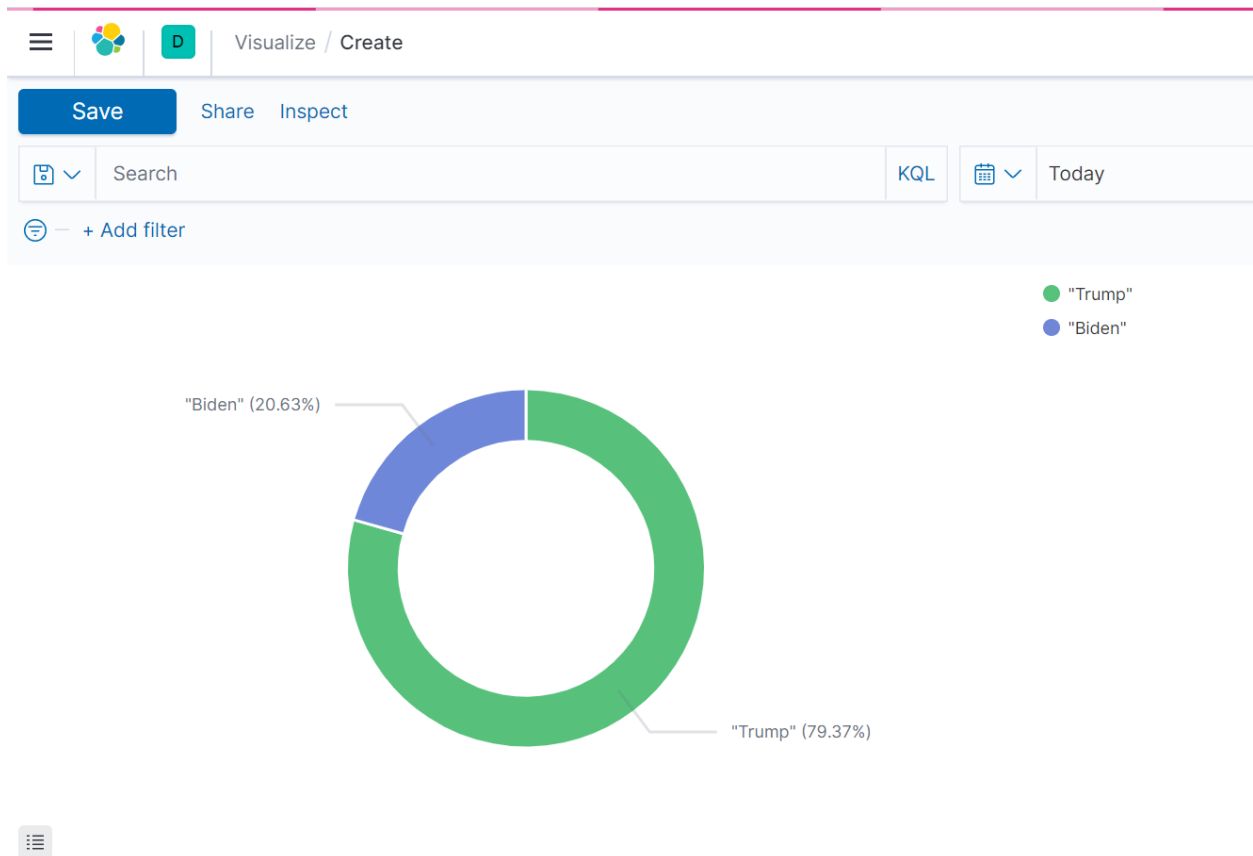 D Visualize / Create
Save Share Inspect
Search KQL Today
+ Add filter
"Trump"
"Biden"
"Biden" (20.63%)
"Trump" (79.37%)